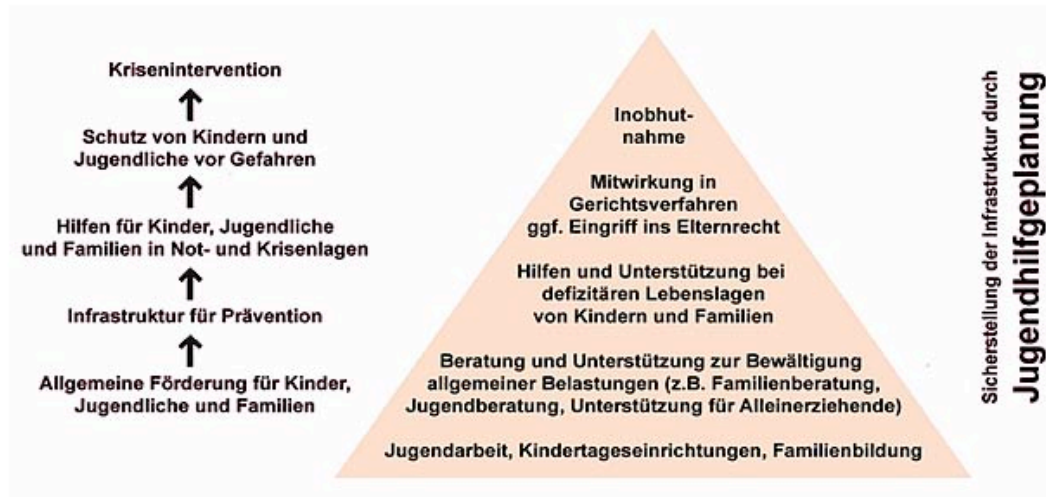 Krisenintervention
Schutz von Kindern und
Jugendliche vor Gefahren
Hilfen für Kinder, Jugendliche
und Familien in Not- und Krisenlagen
Infrastruktur für Prävention
Allgemeine Förderung für Kinder,
Jugendliche und Familien
Inobhut-
nahme
Mitwirkung in
Gerichtsverfahren
ggf. Eingriff ins Elternrecht
Hilfen und Unterstützung bei
defizitären Lebenslagen
von Kindern und Familien
Beratung und Unterstützung zur Bewältigung
allgemeiner Belastungen (z.B. Familienberatung,
Jugendberatung, Unterstützung für Alleinerziehende)
Jugendarbeit, Kindertageseinrichtungen, Familienbildung
Sicherstellung der Infrastruktur durch
Jugendhilfgeplanung